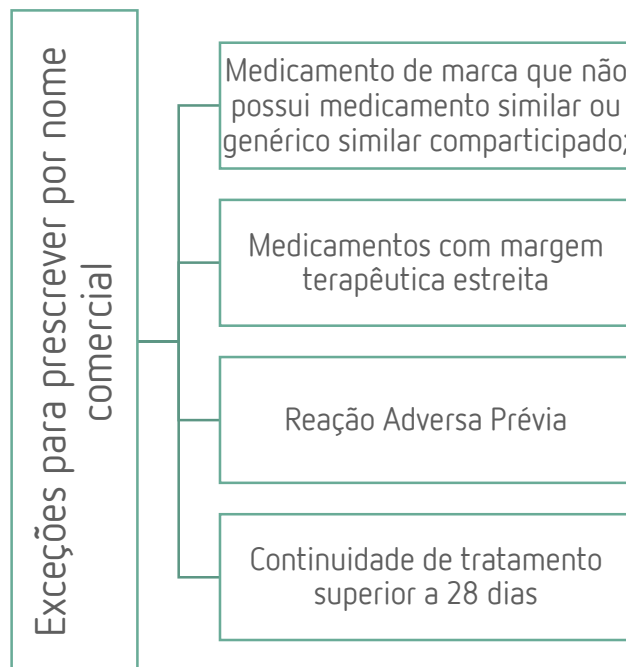 Exceções para prescrever por nome
comercial
Medicamento de marca que não
possui medicamento similar ou
genérico similar comparticipado;
Medicamentos com margem
terapêutica estreita
Reação Adversa Prévia
Continuidade de tratamento
superior a 28 dias